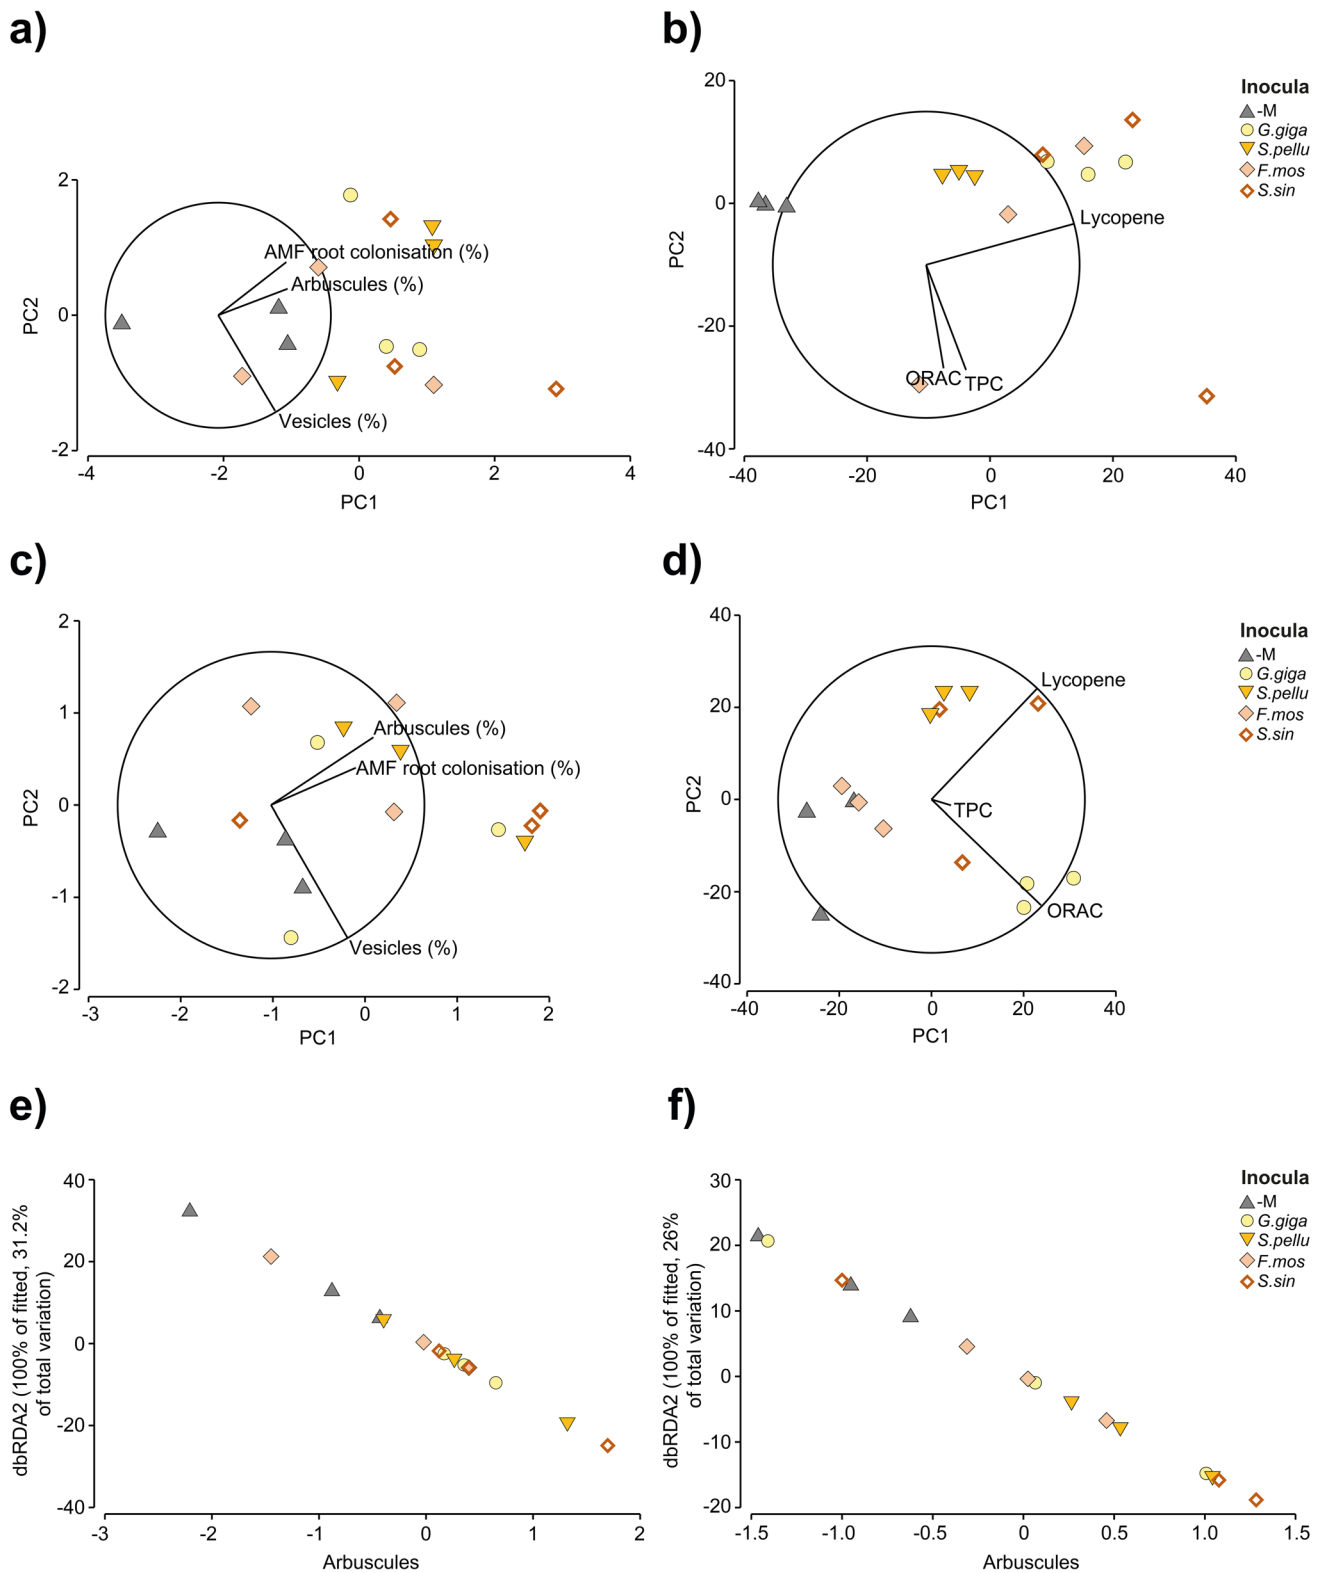 a)
2
0
-2
PC2
AMF root colonisation (%)
Arbuscules (%)
Vesicles (%)
-4
-2
0
2
4
PC1
b)
20
0
-20
-40
PC2
Lycopene
ORAC
TPC
-40
-20
0
20
40
PC1
Inocula
-M
G.giga
S.pellu
F.mos
S.sin
c)
2
1
0
-1
-2
PC2
Arbuscules (%)
AMF root colonisation (%)
Vesicles (%)
-3
-2
-1
0
1
2
PC1
d)
40
20
0
-20
-40
PC2
Lycopene
TPC
ORAC
-40
-20
0
20
40
PC1
Inocula
-M
G.giga
S.pellu
F.mos
S.sin
e)
40
20
0
-20
-40
dbRDA2 (100% of fitted, 31.2%
of total variation)
-3
-2
-1
0
1
2
Arbuscules
f)
30
20
10
0
-10
-20
dbRDA2 (100% of fitted, 26%
of total variation)
-1.5
-1.0
-0.5
0
0.5
1.0
1.5
Arbuscules
Inocula
-M
G.giga
S.pellu
F.mos
S.sin